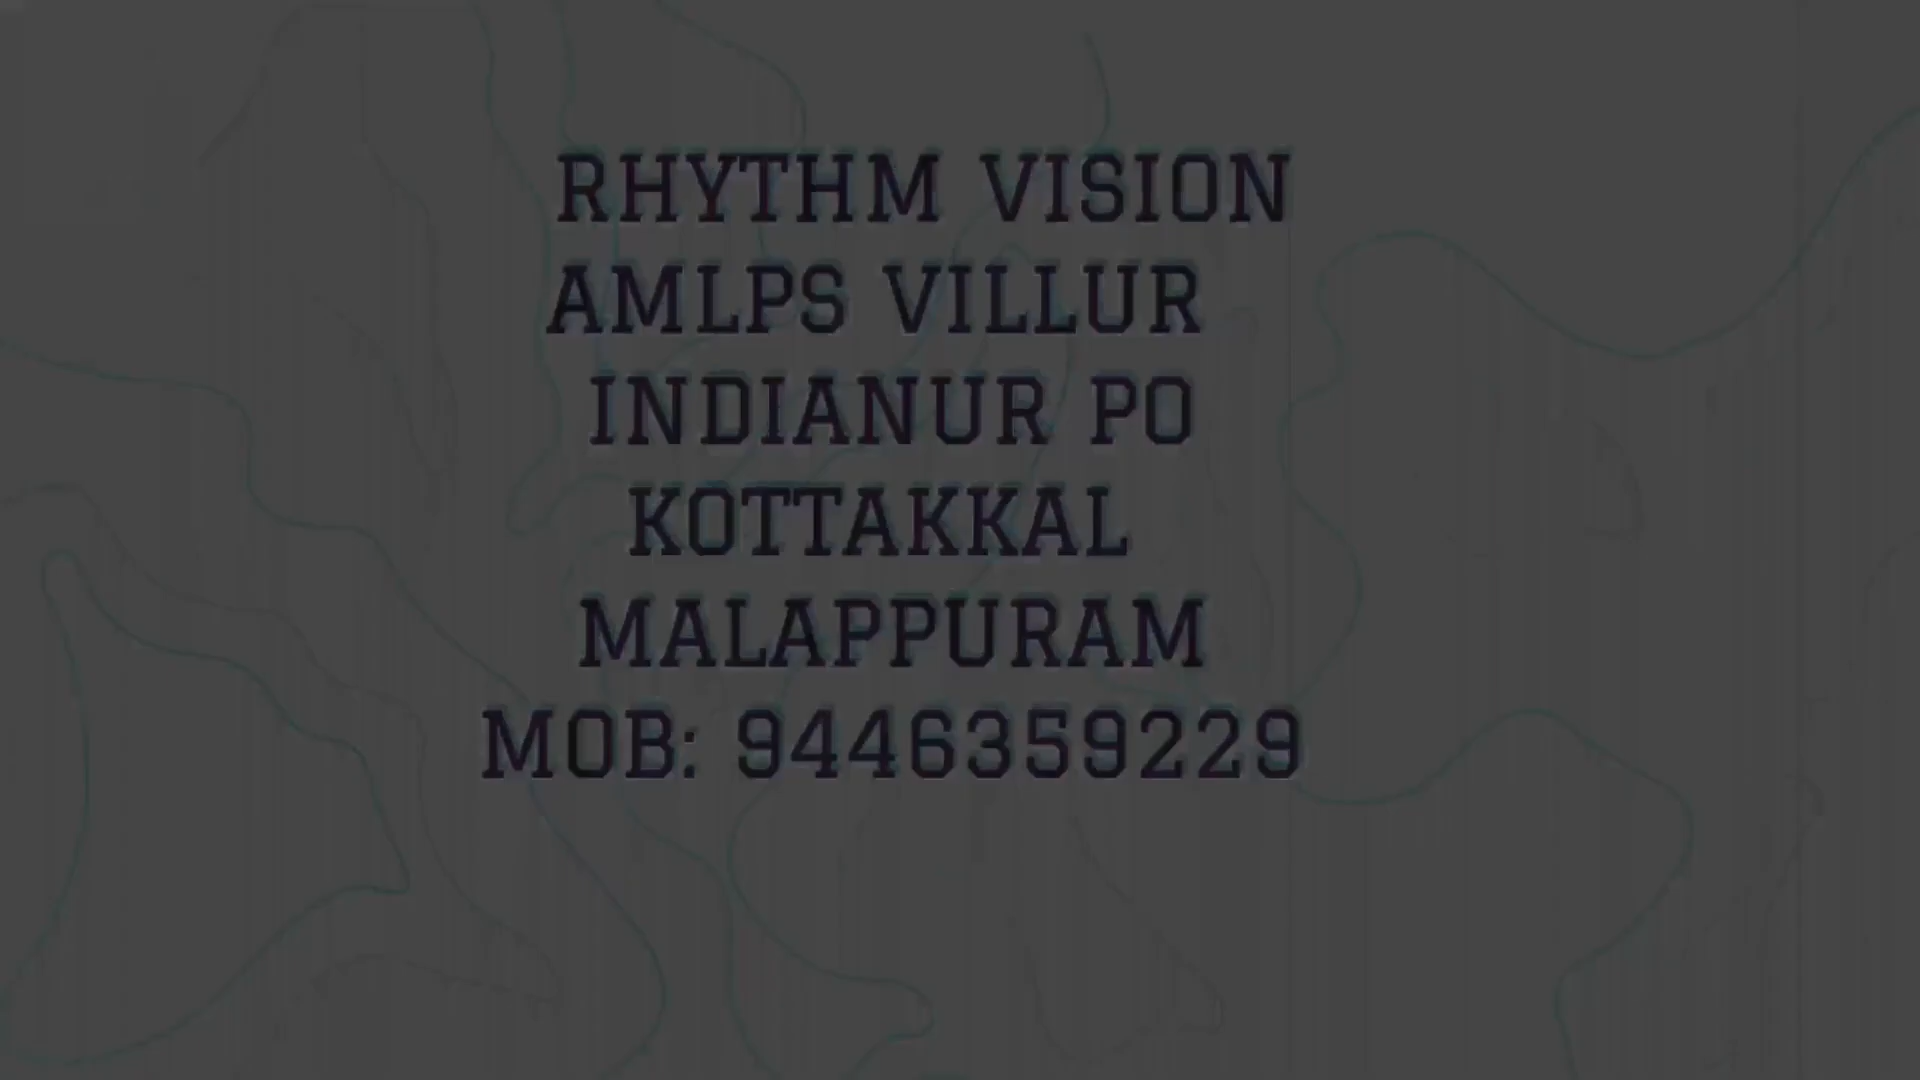 RHYTHM VISION
AMLPS VILLUR
INDIANUR PO
KOTTAKKAL
MALAPPURAM
MOB: 9446359229